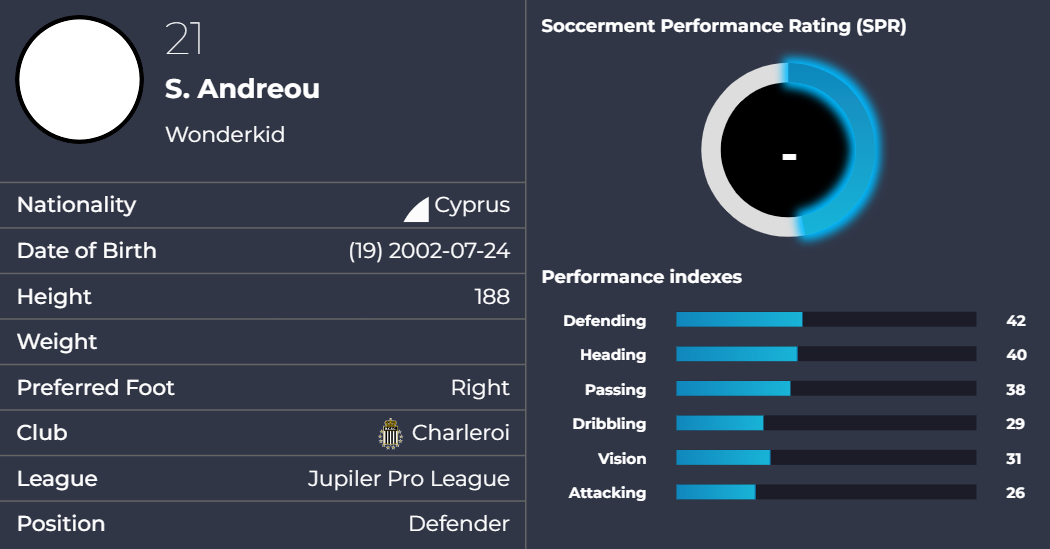 21
S. Andreou
Wonderkid
Nationality Cyprus
Date of Birth (19) 2002-07-24
Height 188
Weight
Preferred Foot Right
Club Charleroi
League Jupiler Pro League
Position Defender
Soccerment Performance Rating (SPR)
-
Performance indexes
Defending 42
Heading 40
Passing 38
Dribbling 29
Vision 31
Attacking 26